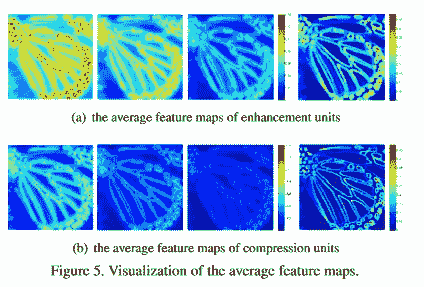 (a) the average feature maps of enhancement units
(b) the average feature maps of compression units
Figure 5. Visualization of the average feature maps.